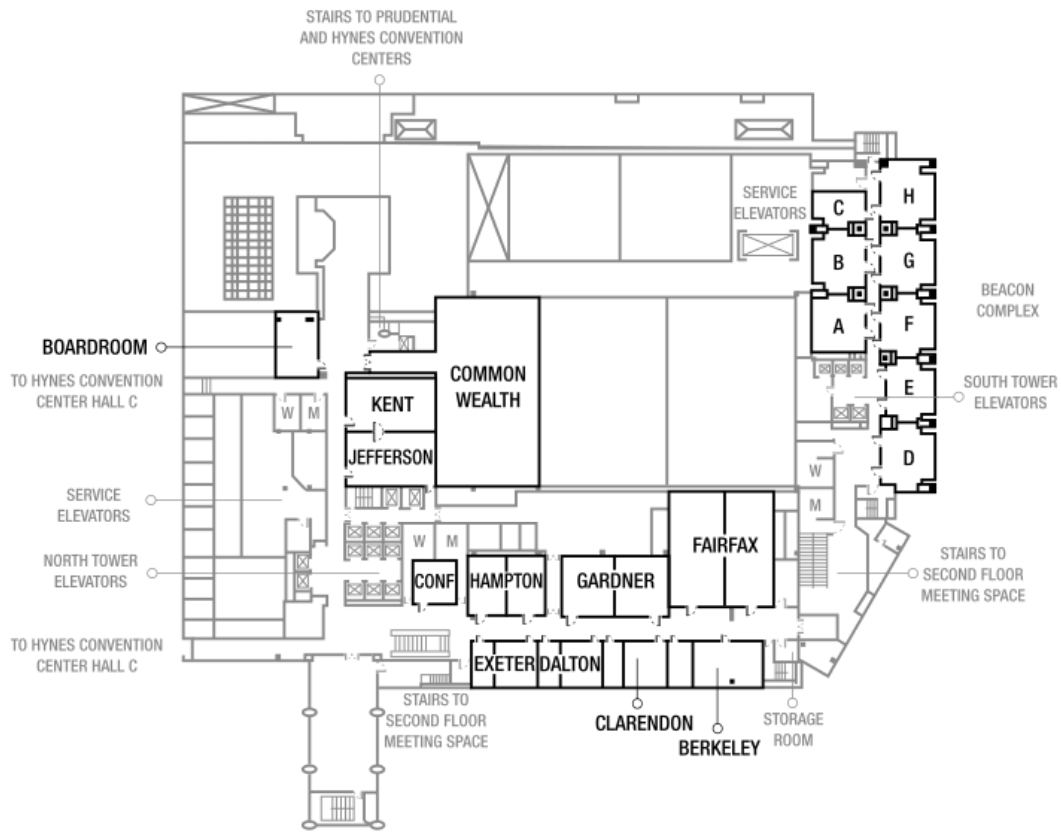 STAIRS TO PRUDENTIAL
AND HYNES CONVENTION
CENTERS
SERVICE
ELEVATORS
C
H
B
G
A
F
BEACON
COMPLEX
BOARDROOM
TO HYNES CONVENTION
CENTER HALL C
COMMON
WEALTH
KENT
JEFFERSON
W
M
E
SOUTH TOWER
ELEVATORS
D
W
M
SERVICE
ELEVATORS
NORTH TOWER
ELEVATORS
W
M
CONF
HAMPTON
GARDNER
FAIRFAX
STAIRS TO
SECOND FLOOR
MEETING SPACE
TO HYNES CONVENTION
CENTER HALL C
EXETER
DALTON
STAIRS TO
SECOND FLOOR
MEETING SPACE
CLARENDON
BERKELEY
STORAGE
ROOM